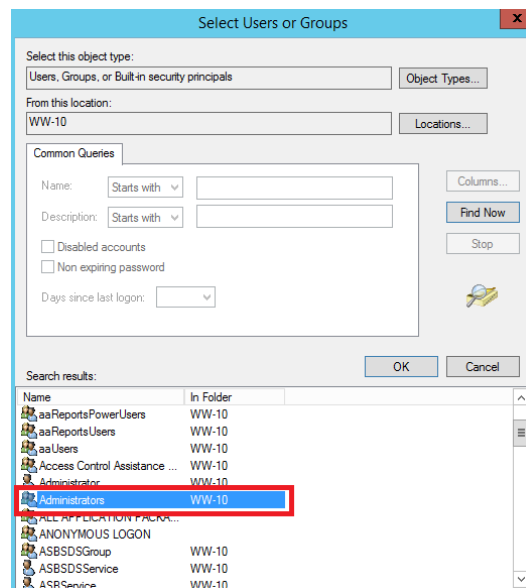 Select Users or Groups
x
Select this object type:
Users, Groups, or Built-in security principals
Object Types...
From this location:
WW-10
Locations...
Common Queries
Name:
Starts with
Columns...
Description:
Starts with
Find Now
Disabled accounts
Stop
Non expiring password
Days since last logon:
OK
Cancel
Search results:
Name In Folder
aaReportsPowerUsers WW-10
aaReportsUsers WW-10
aaUsers WW-10
Access Control Assistance ... WW-10
Administrator WW-10
Administrators WW-10
ALL APPLICATION PACKA...
ANONYMOUS LOGON
ASBSDSGroup WW-10
ASBSDSService WW-10
ASBService WW-10